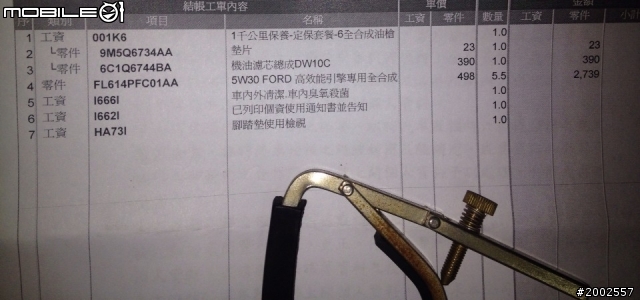 MOBILE01
結帳工單內容 單價 金額
類別 項目 名稱 工資 零件 數量 工資 零件 小
1 工資 001K6 1千公里保養-定保套餐-6全合成油槍 1.0
2 └零件 9M5Q6734AA 墊片 23 1.0 23
3 └零件 6C1Q6744BA 機油濾芯總成DW10C 390 1.0 390
4 零件 FL614PFC01AA 5W30 FORD 高效能引擎專用全合成 498 5.5 2,739
5 工資 I666I 車內外清潔.車內臭氧殺菌 1.0
6 工資 I662I 已列印個資使用通知書並告知 1.0
7 工資 HA73I 腳踏墊使用檢視 1.0
#2002557